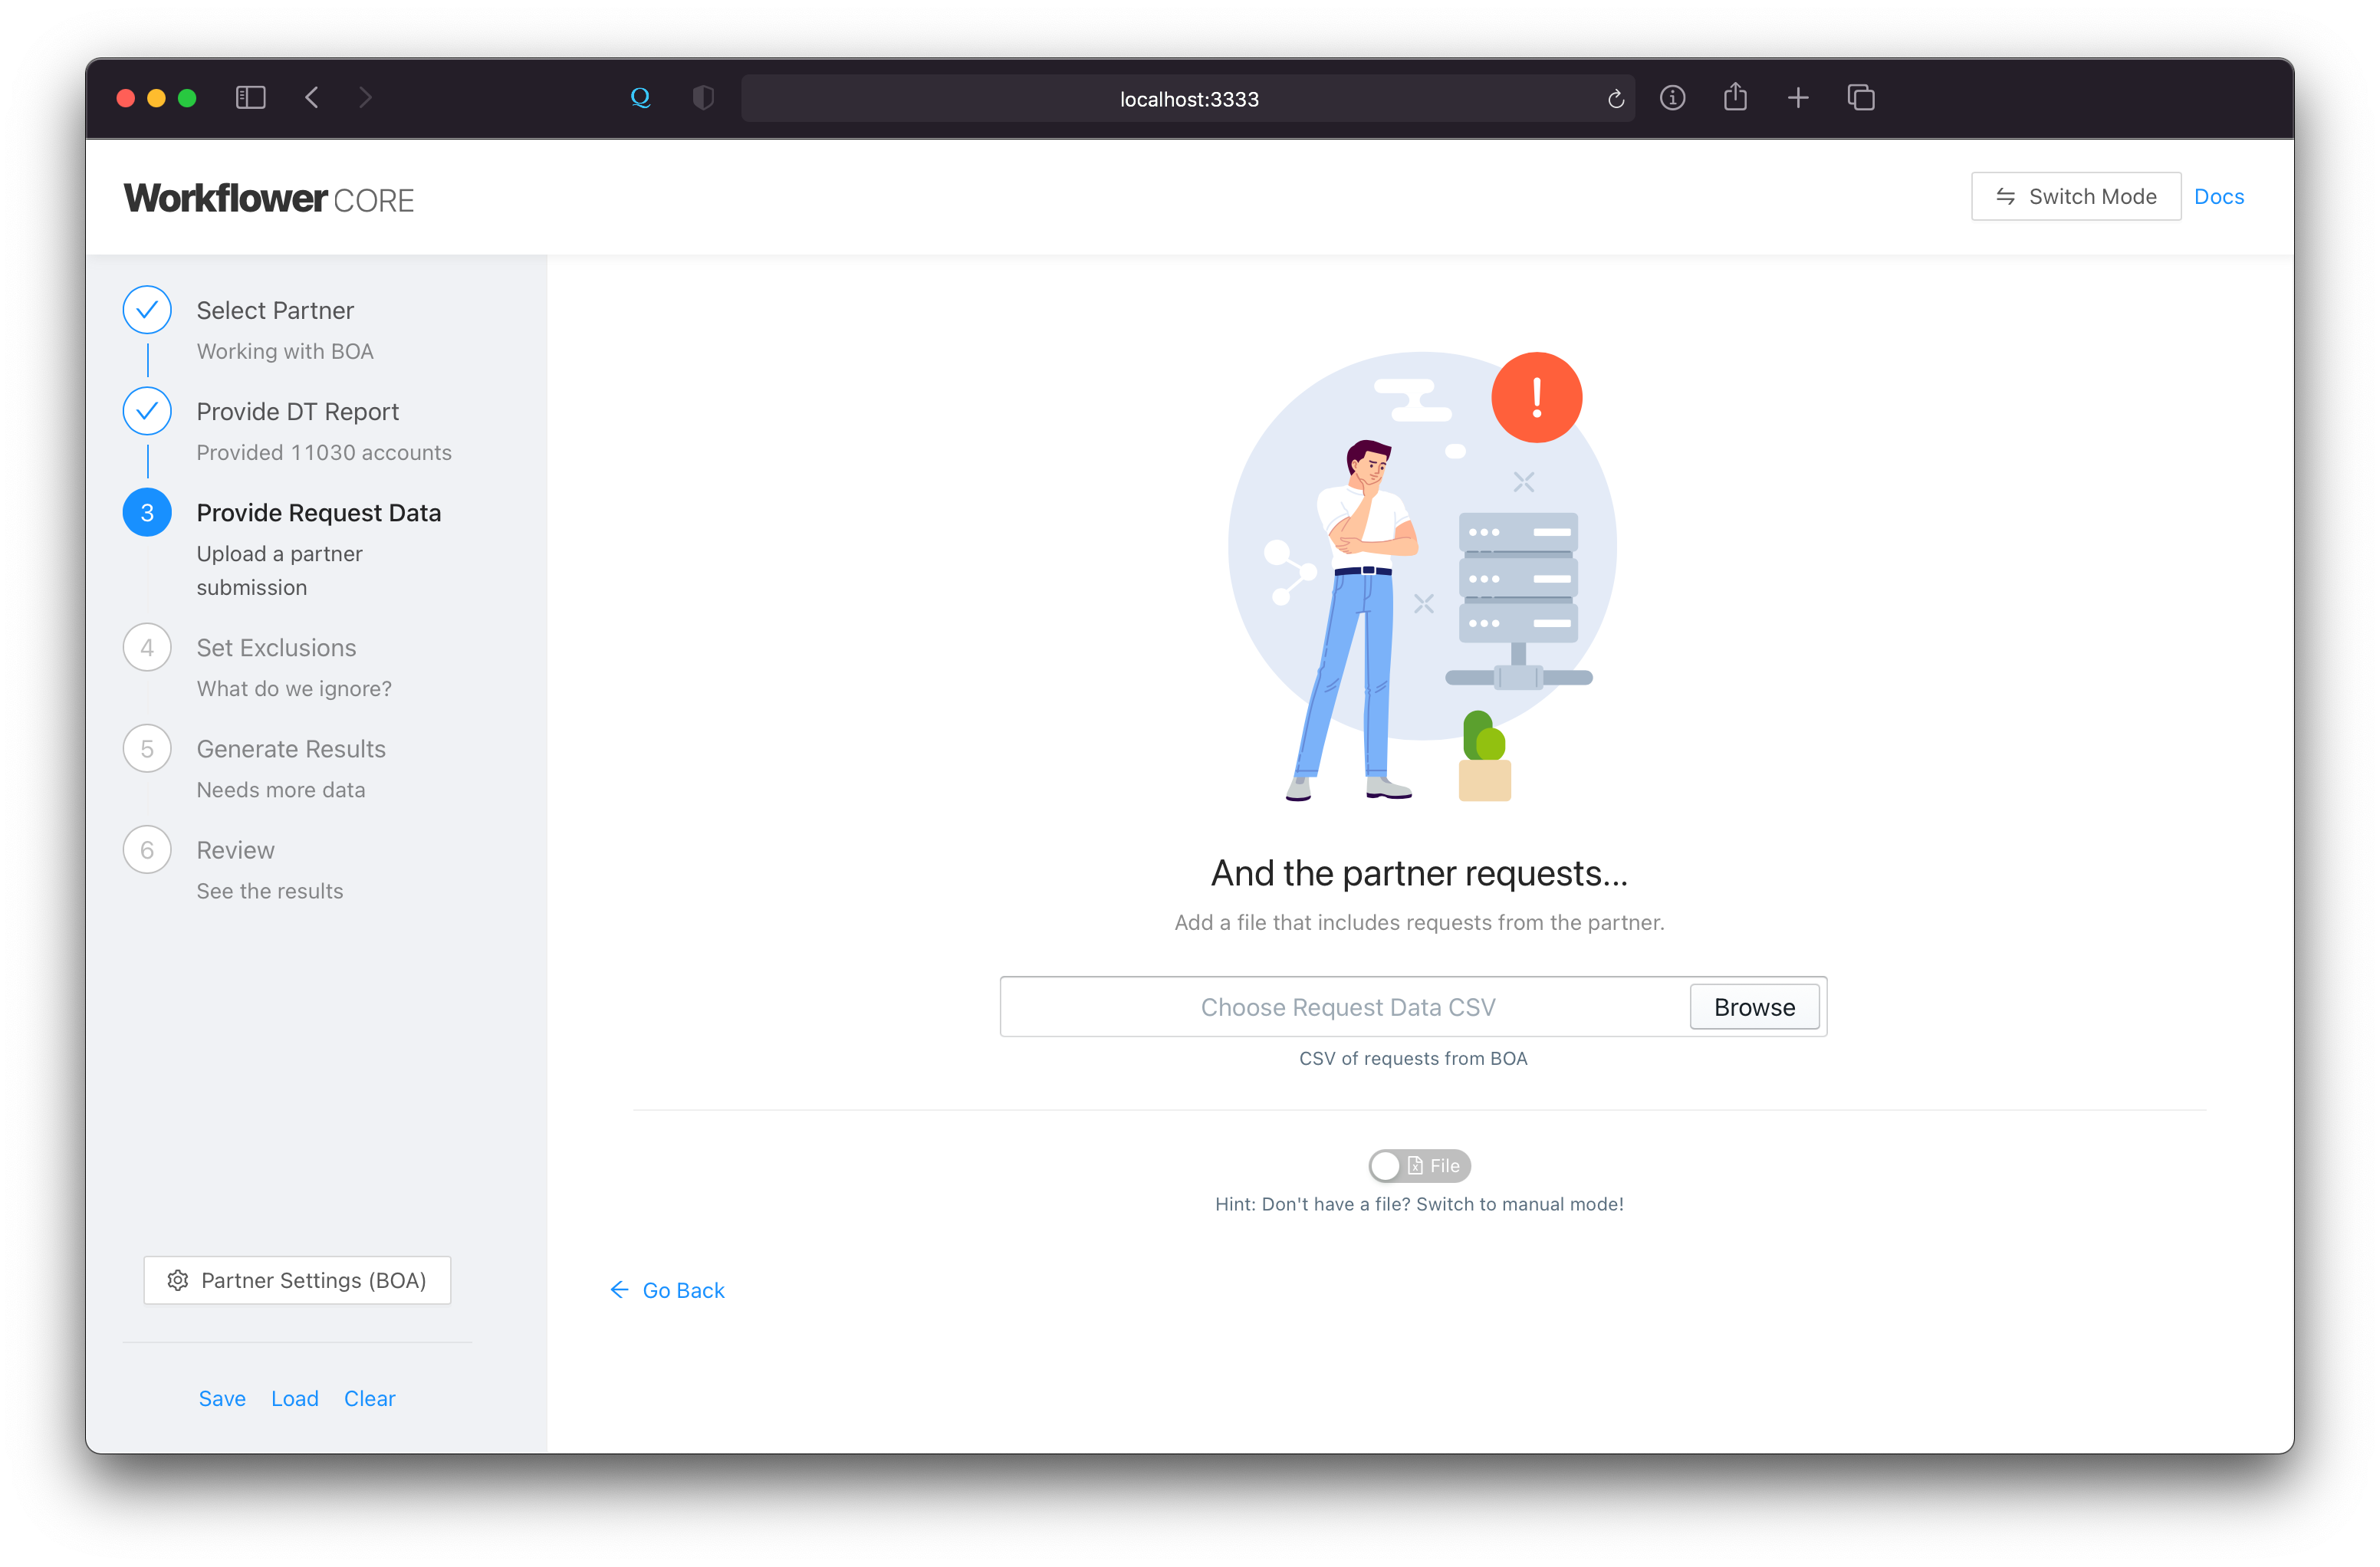 localhost:3333
Workflower CORE
Switch Mode
Docs
Select Partner
Working with BOA
Provide DT Report
Provided 11030 accounts
3
Provide Request Data
Upload a partner
submission
4
Set Exclusions
What do we ignore?
5
Generate Results
Needs more data
6
Review
See the results
Partner Settings (BOA)
Save Load Clear
!
And the partner requests...
Add a file that includes requests from the partner.
Choose Request Data CSV
Browse
CSV of requests from BOA
File
Hint: Don't have a file? Switch to manual mode!
Go Back